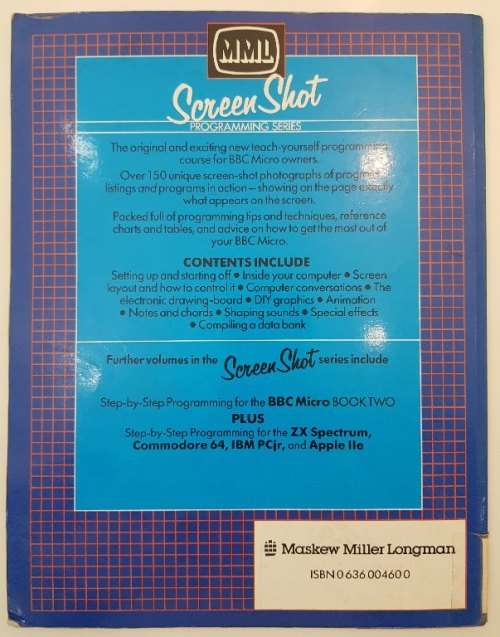 MML
Screen Shot
PROGRAMMING SERIES
The original and exciting new teach-yourself programming
course for BBC Micro owners.
Over 150 unique screen-shot photographs of program
listings and programs in action – showing on the page exactly
what appears on the screen.
Packed full of programming tips and techniques, reference
charts and tables, and advice on how to get the most out of
your BBC Micro.
CONTENTS INCLUDE
Setting up and starting off • Inside your computer • Screen
layout and how to control it • Computer conversations • The
electronic drawing-board • DIY graphics • Animation
• Notes and chords • Shaping sounds • Special effects
• Compiling a data bank
Further volumes in the Screen Shot series include
Step-by-Step Programming for the BBC Micro BOOK TWO
PLUS
Step-by-Step Programming for the ZX Spectrum,
Commodore 64, IBM PCjr, and Apple IIe
Maskew Miller Longman
ISBN 0 636 00460 0